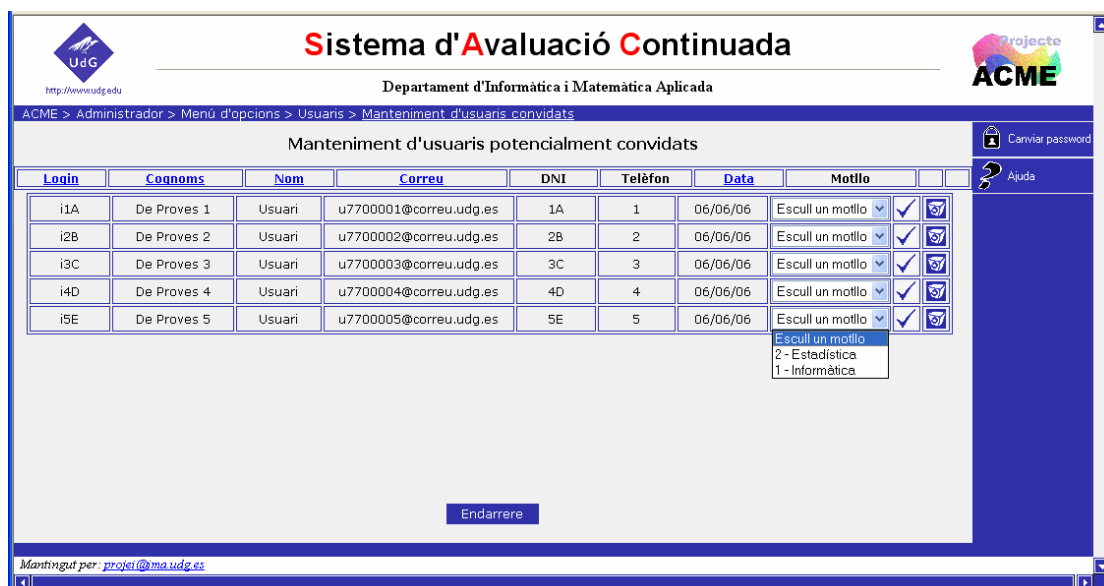 UdG
http://www.udg.edu
Sistema d'Avaluació Continuada
Departament d'Informàtica i Matemàtica Aplicada
Projecte
ACME
ACME > Administrador > Menú d'opcions > Usuaris > Manteniment d'usuaris convidats
Manteniment d'usuaris potencialment convidats
Canviar password
Ajuda
Login Cognoms Nom Correu DNI Telèfon Data Motllo
i1A De Proves 1 Usuari u7700001@correu.udg.es 1A 1 06/06/06 Escull un motllo
i2B De Proves 2 Usuari u7700002@correu.udg.es 2B 2 06/06/06 Escull un motllo
i3C De Proves 3 Usuari u7700003@correu.udg.es 3C 3 06/06/06 Escull un motllo
i4D De Proves 4 Usuari u7700004@correu.udg.es 4D 4 06/06/06 Escull un motllo
i5E De Proves 5 Usuari u7700005@correu.udg.es 5E 5 06/06/06 Escull un motllo
Escull un motllo
2 - Estadística
1 - Informàtica
Endarrere
Mantingut per: projei@ima.udg.es